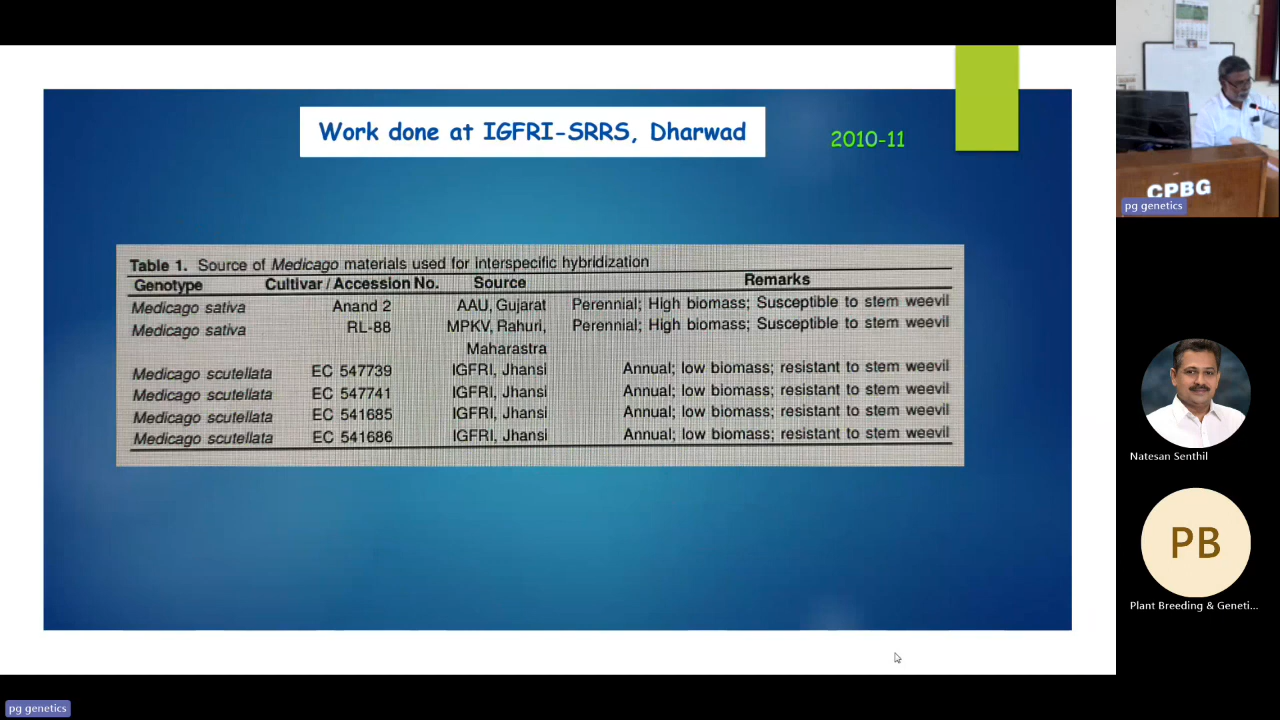 Work done at IGFRI-SRRS, Dharwad
2010-11
Table 1. Source of Medicago materials used for interspecific hybridization
Genotype Cultivar / Accession No. Source Remarks
Medicago sativa Anand 2 AAU, Gujarat Perennial; High biomass; Susceptible to stem weevil
Medicago sativa RL-88 MPKV, Rahuri, Perennial; High biomass; Susceptible to stem weevil
Maharastra
Medicago scutellata EC 547739 IGFRI, Jhansi Annual; low biomass; resistant to stem weevil
Medicago scutellata EC 547741 IGFRI, Jhansi Annual; low biomass; resistant to stem weevil
Medicago scutellata EC 541685 IGFRI, Jhansi Annual; low biomass; resistant to stem weevil
Medicago scutellata EC 541686 IGFRI, Jhansi Annual; low biomass; resistant to stem weevil
CPBG
pg genetics
Natesan Senthil
PB
Plant Breeding & Geneti...
pg genetics